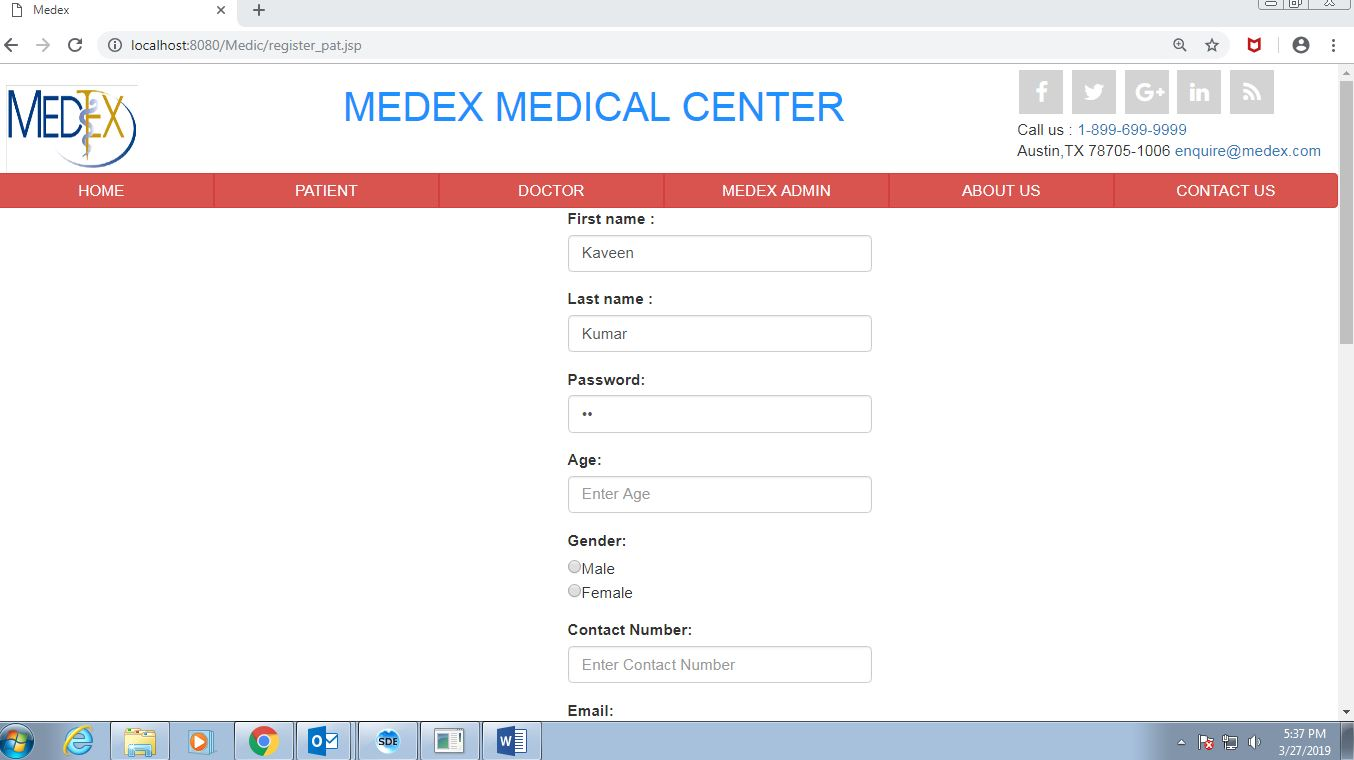 Medex
localhost:8080/Medic/register_pat.jsp
MEDEX
MEDEX MEDICAL CENTER
f G+ in
Call us : 1-899-699-9999
Austin,TX 78705-1006 enquire@medex.com
HOME PATIENT DOCTOR MEDEX ADMIN ABOUT US CONTACT US
First name :
Kaveen
Last name :
Kumar
Password:
••
Age:
Enter Age
Gender:
Male
Female
Contact Number:
Enter Contact Number
Email:
SDE
5:37 PM
3/27/2019